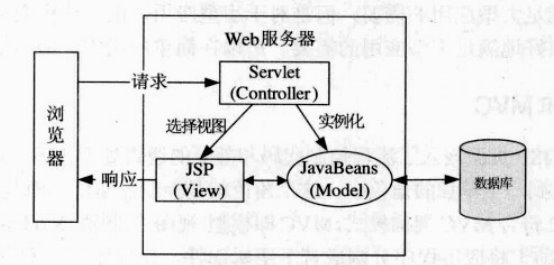 Web服务器
Servlet
(Controller)
请求
浏览器
选择视图
实例化
响应
JSP
(View)
JavaBeans
(Model)
数据库